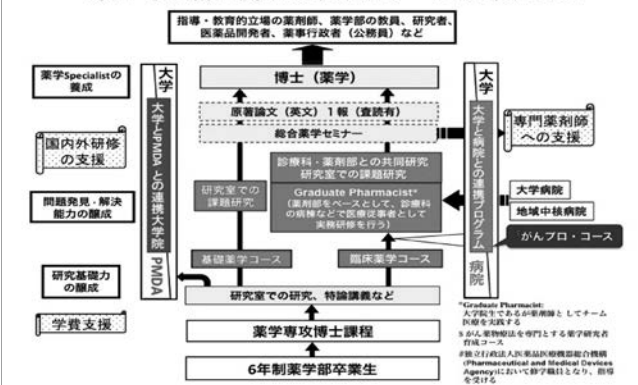 指導・教育的立場の薬剤師、薬学部の教員、研究者、
医薬品開発者、薬事行政者（公務員）など
博士（薬学）
原著論文（英文）１報（査読有）
総合薬学セミナー
診療科・薬剤部との共同研究
研究室での課題研究
Graduate Pharmacist*
（薬剤部をベースとして、診療科
の病棟などで医療従事者として
実務研修を行う）
研究室での
課題研究
基礎薬学コース
臨床薬学コース
研究室での研究、特論講義など
薬学専攻博士課程
6年制薬学部卒業生
薬学Specialistの
養成
国内外研修
の支援
問題発見・解決
能力の醸成
研究基礎力
の醸成
学費支援
大学
大学とPMDAとの連携大学院
PMDA
大学
大学と病院との連携プログラム
病院
専門薬剤師
への支援
大学病院
地域中核病院
がんプロ・コース
*Graduate Pharmacist:
大学院生であるが薬剤師としてチーム
医療を実践する
$ がん薬物療法を専門とする薬学研究者
育成コース
#独立行政法人医薬品医療機器総合機構
(Pharmaceutical and Medical Devices
Agency)において修学職員となり、指導
を受ける